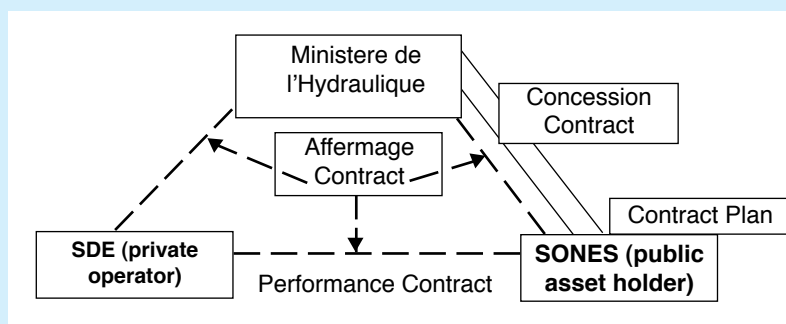 Ministere de
l'Hydraulique
Concession
Contract
Affermage
Contract
Contract Plan
SDE (private
operator)
Performance Contract
SONES (public
asset holder)